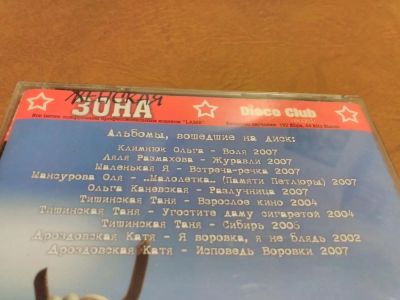 ЖЕНСКАЯ
ЗОНА
Disco Club
Альбомы, вошедшие на диск:
Климнюк Ольга - Воля 2007
Ляля Размахова - Журавли 2007
Маленькая Я - Встреча-речка 2007
Мансурова Оля - ..Малолетка.. (Памяти Петлюры) 2007
Ольга Каневская - Разлучница 2007
Тишинская Таня - Взрослое кино 2004
Тишинская Таня - Угостите даму сигаретой 2004
Тишинская Таня - Сибирь 2005
Дроздовская Катя - Я воровка, я не блядь 2002
Дроздовская Катя - Исповедь Воровки 2007